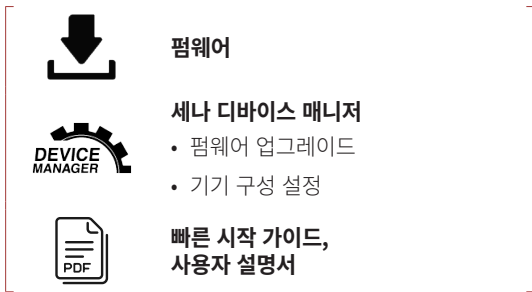 펌웨어
세나 디바이스 매니저
DEVICE
MANAGER
• 펌웨어 업그레이드
• 기기 구성 설정
빠른 시작 가이드,
사용자 설명서
PDF